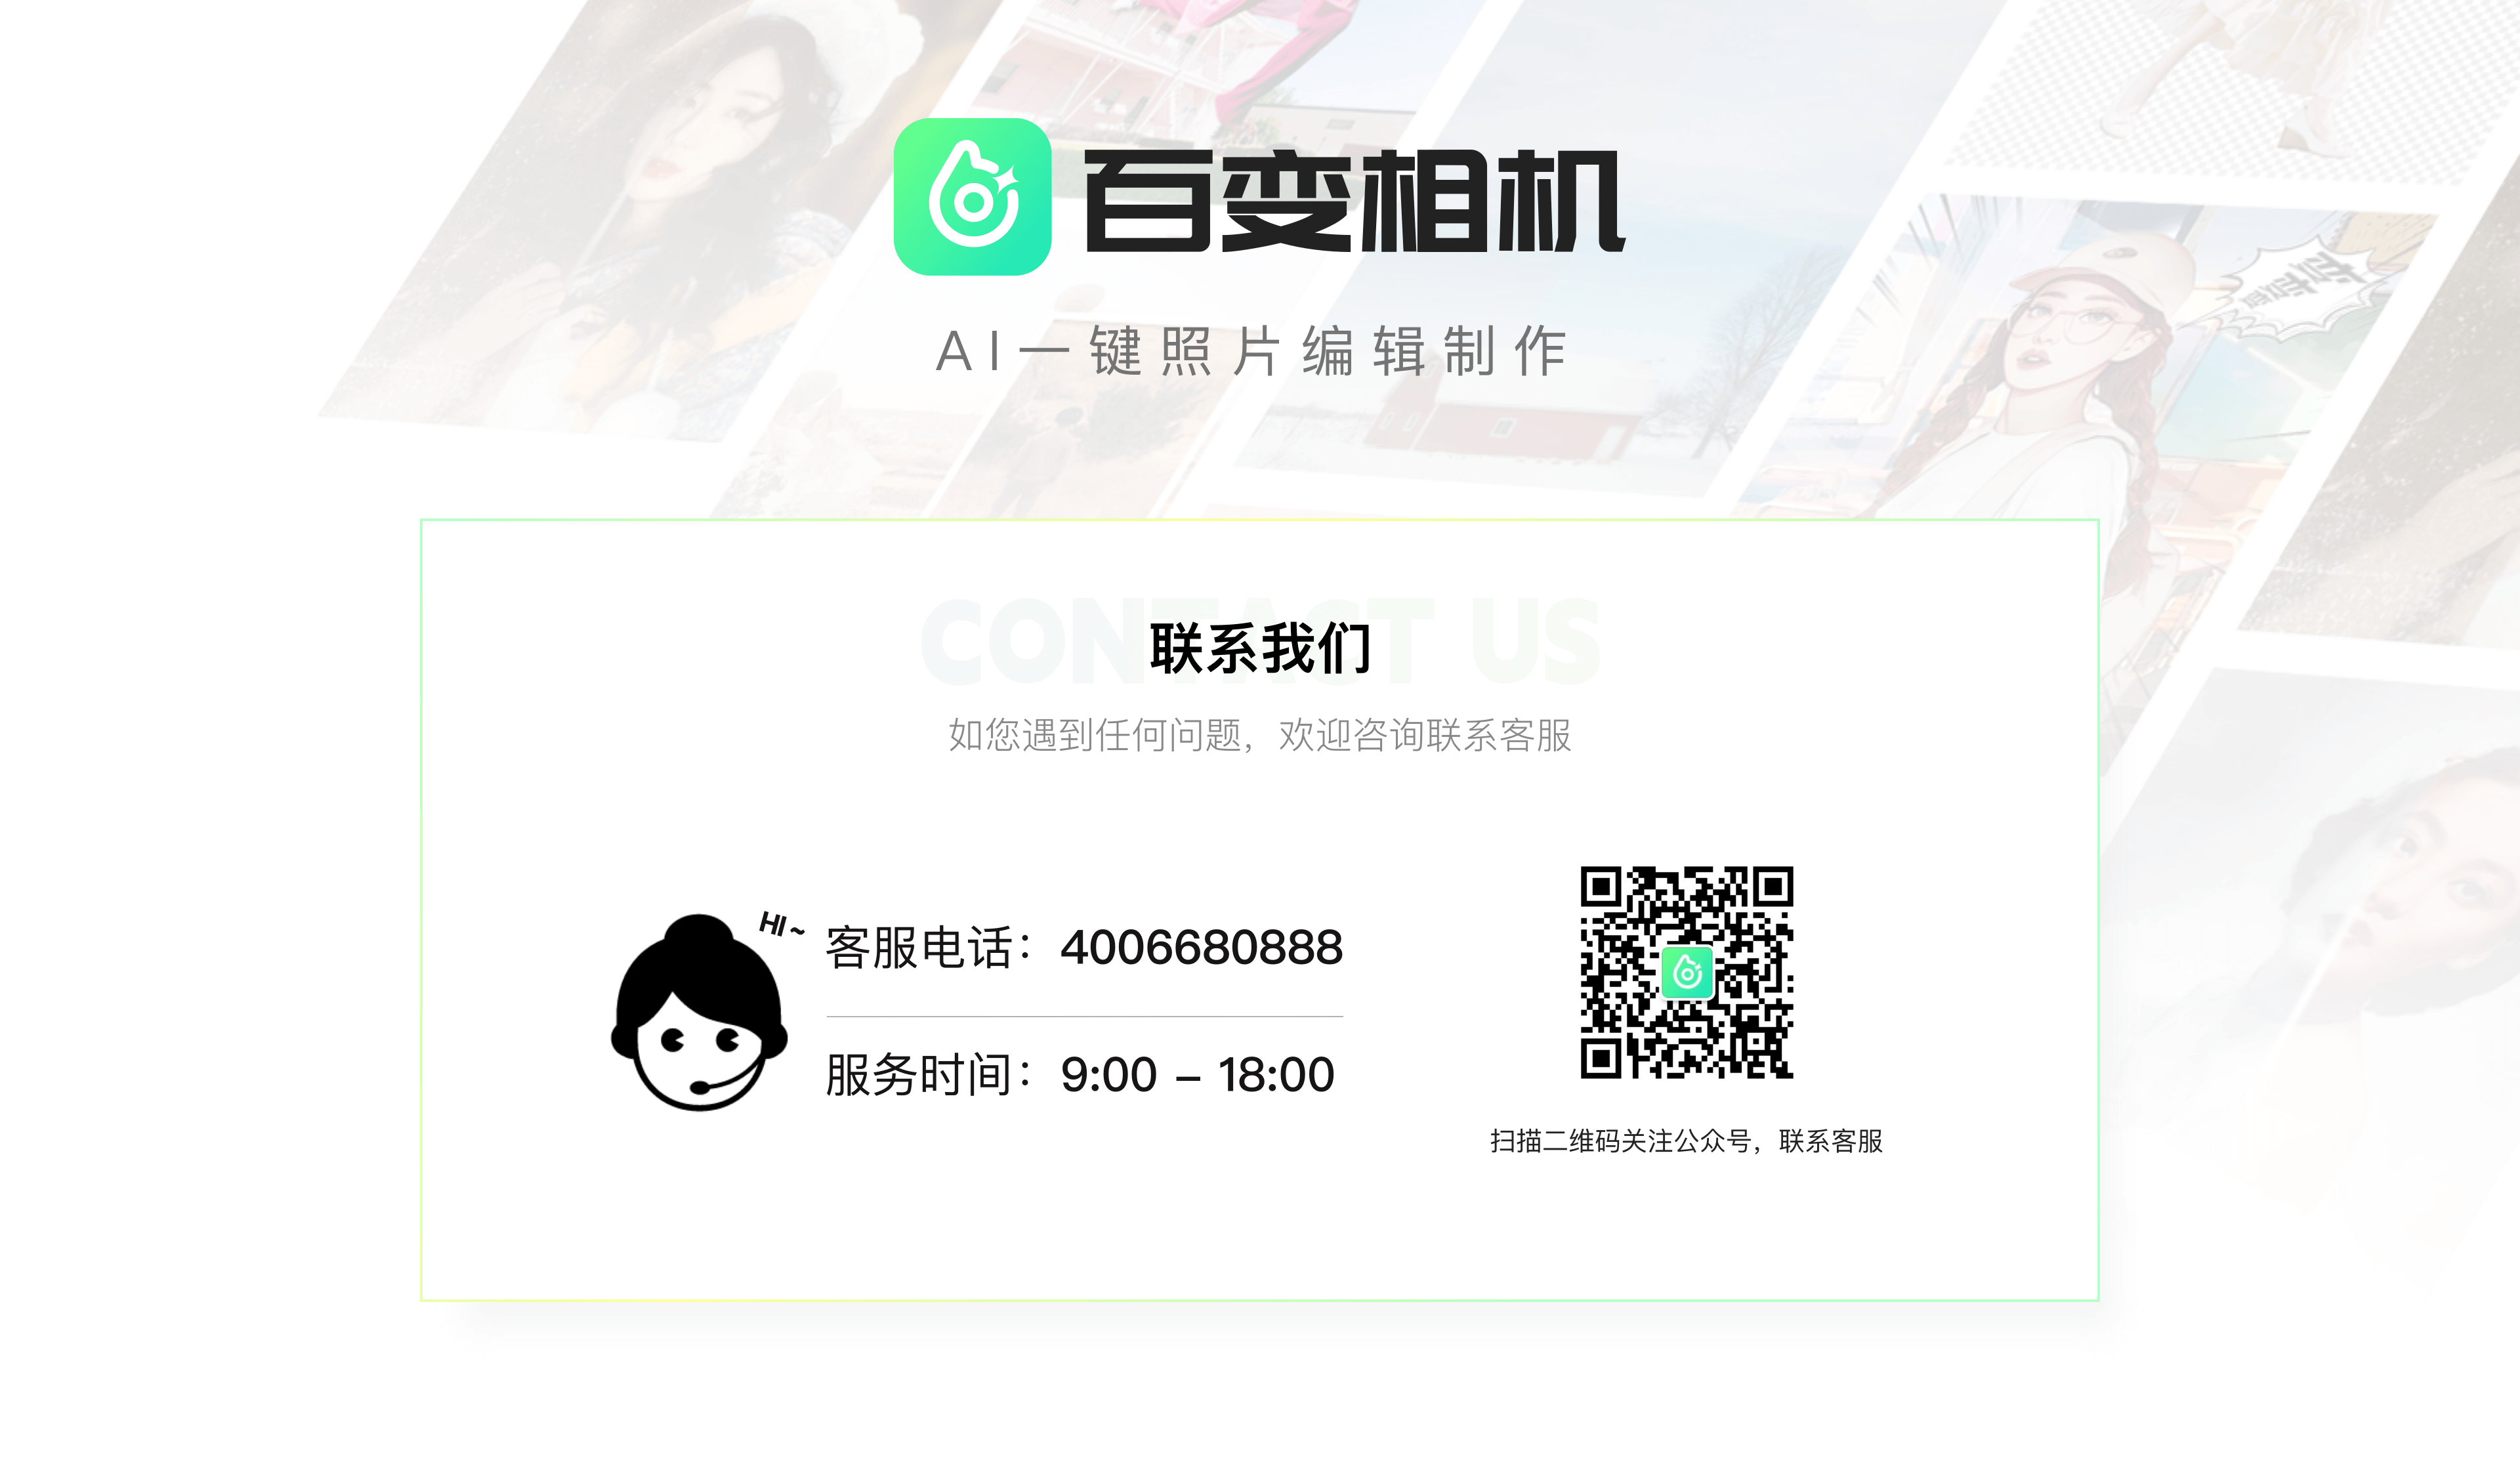 百变相机
AI一键照片编辑制作
CONTACT US
联系我们
如您遇到任何问题，欢迎咨询联系客服
HI~
客服电话：4006680888
服务时间：9:00 – 18:00
扫描二维码关注公众号，联系客服